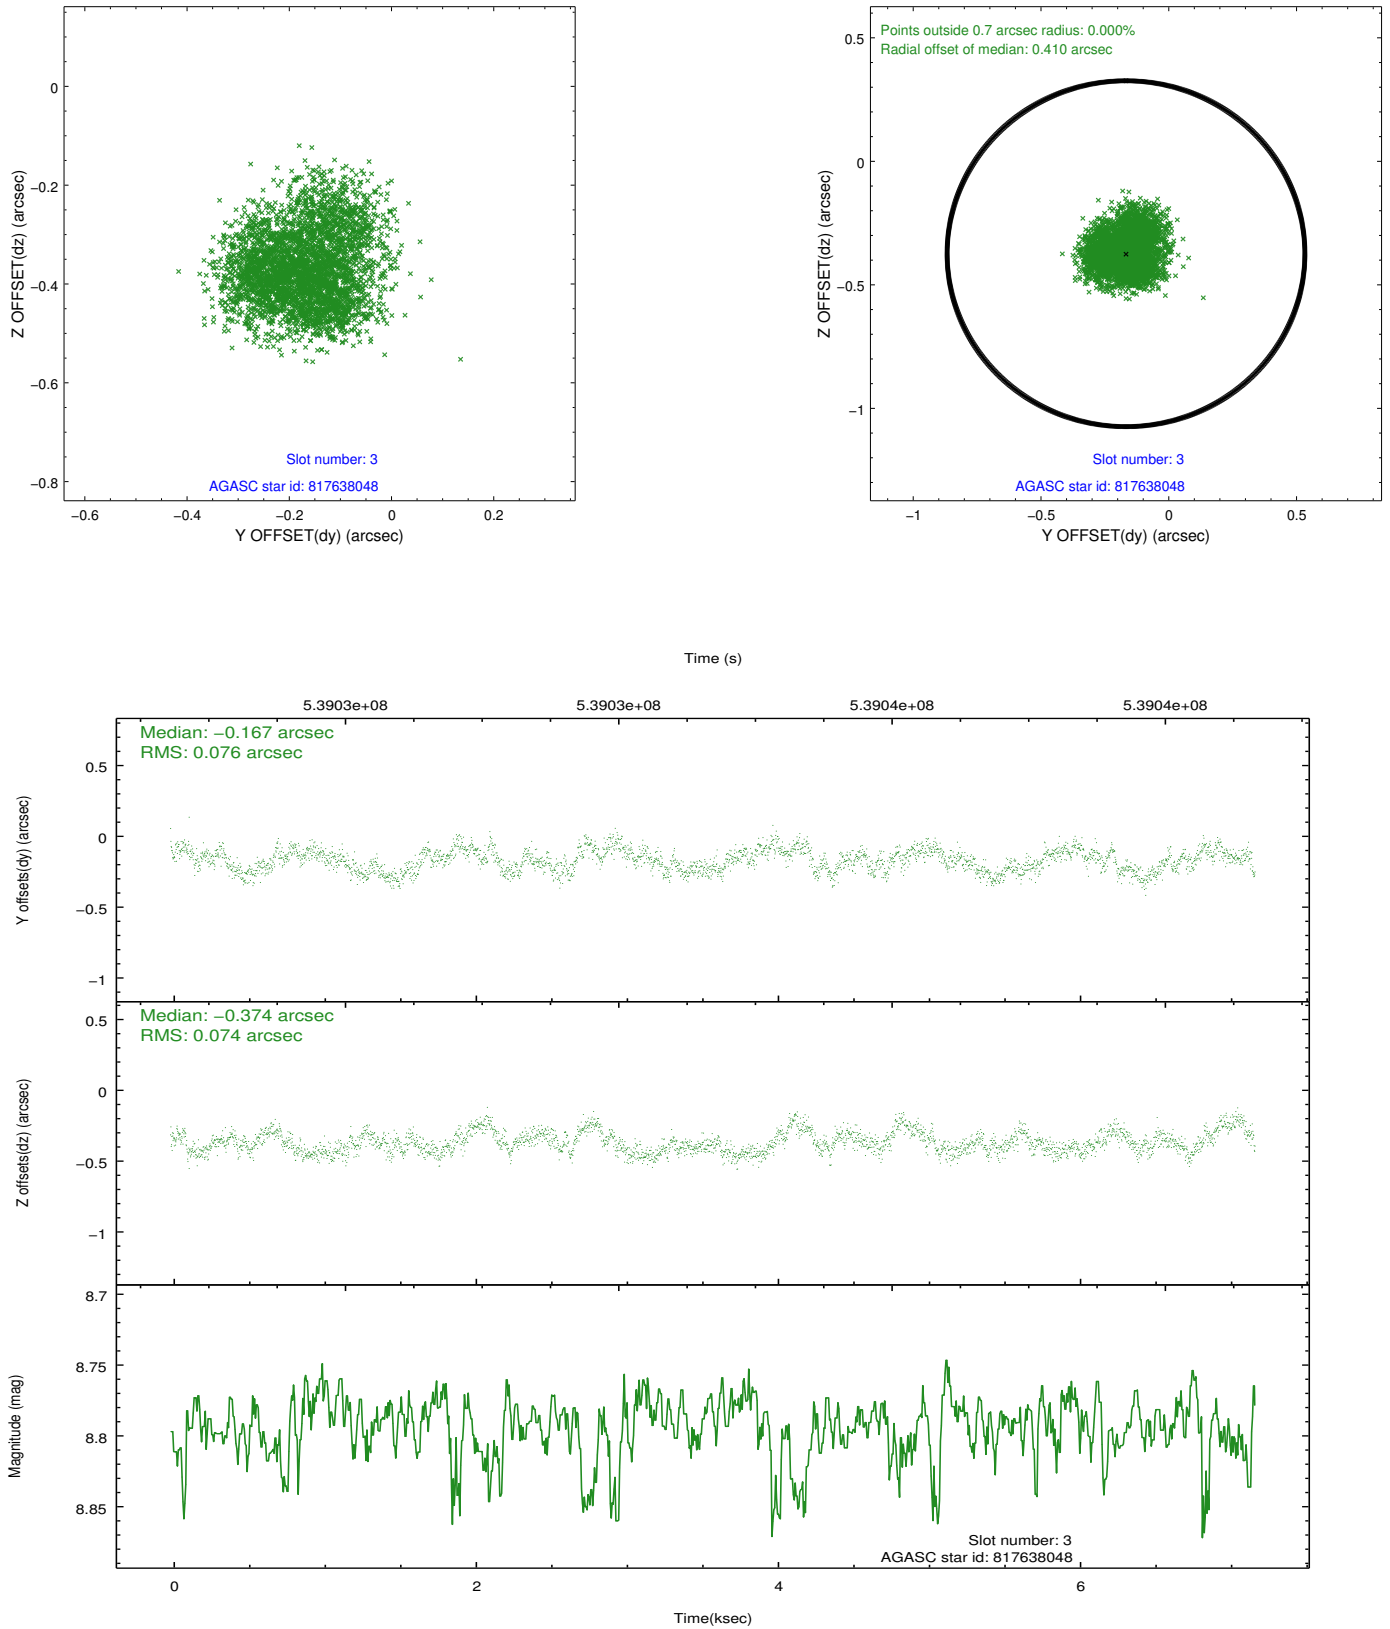 0
−0.2
−0.4
−0.6
−0.8
Z OFFSET(dz) (arcsec)
Slot number: 3
AGASC star id: 817638048
−0.6
−0.4
−0.2
0
0.2
Y OFFSET(dy) (arcsec)
Points outside 0.7 arcsec radius: 0.000%
Radial offset of median: 0.410 arcsec
0.5
0
−0.5
−1
Z OFFSET(dz) (arcsec)
Slot number: 3
AGASC star id: 817638048
−1
−0.5
0
0.5
Y OFFSET(dy) (arcsec)
Time (s)
5.3903e+08
5.3903e+08
5.3904e+08
5.3904e+08
Median: −0.167 arcsec
RMS: 0.076 arcsec
0.5
0
−0.5
−1
Y offsets(dy) (arcsec)
Median: −0.374 arcsec
RMS: 0.074 arcsec
0.5
0
−0.5
−1
Z offsets(dz) (arcsec)
8.7
8.75
8.8
8.85
Magnitude (mag)
Slot number: 3
AGASC star id: 817638048
0
2
4
6
Time(ksec)